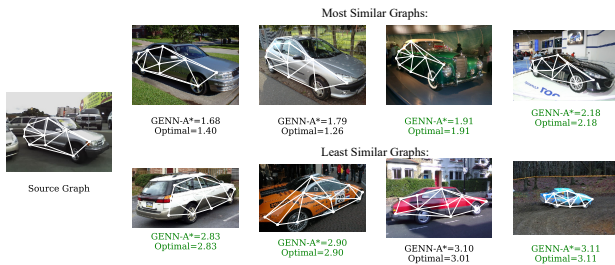 Most Similar Graphs:
GENN-A*=1.68
Optimal=1.40
GENN-A*=1.79
Optimal=1.26
GENN-A*=1.91
Optimal=1.91
GENN-A*=2.18
Optimal=2.18
Source Graph
Least Similar Graphs:
GENN-A*=2.83
Optimal=2.83
GENN-A*=2.90
Optimal=2.90
GENN-A*=3.10
Optimal=3.01
GENN-A*=3.11
Optimal=3.11